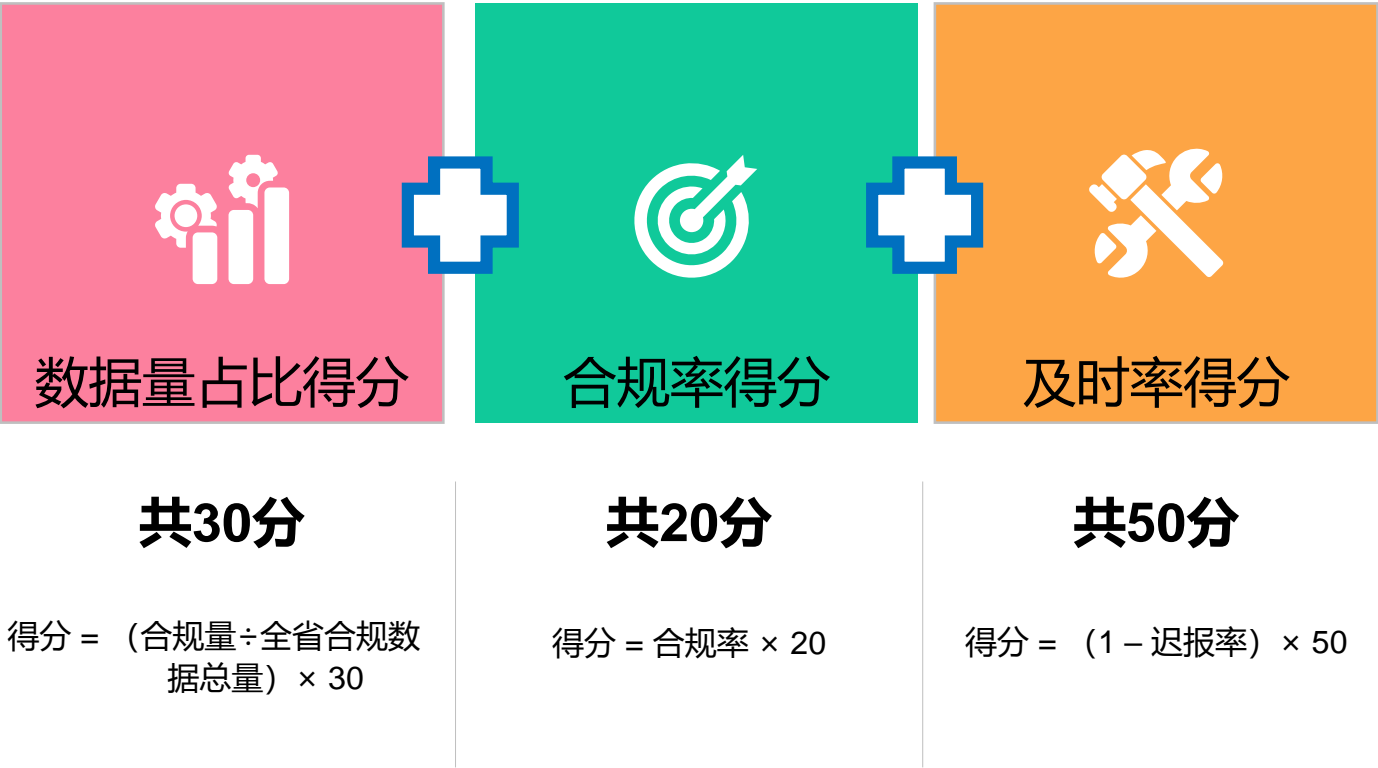 数据量占比得分
合规率得分
及时率得分
共30分
共20分
共50分
得分 = （合规量÷全省合规数
据总量）× 30
得分 = 合规率 × 20
得分 = （1 – 迟报率）× 50